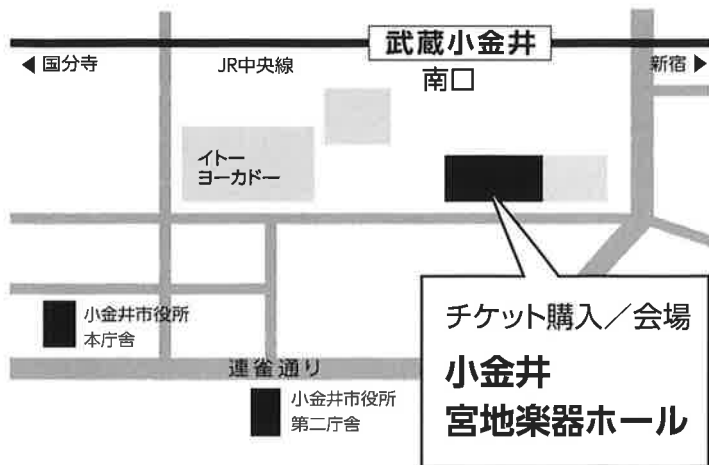 武蔵小金井
◀ 国分寺
JR中央線
南口
新宿 ▶
イトー
ヨーカドー
小金井市役所
本庁舎
連雀通り
小金井市役所
第二庁舎
チケット購入／会場
小金井
宮地楽器ホール